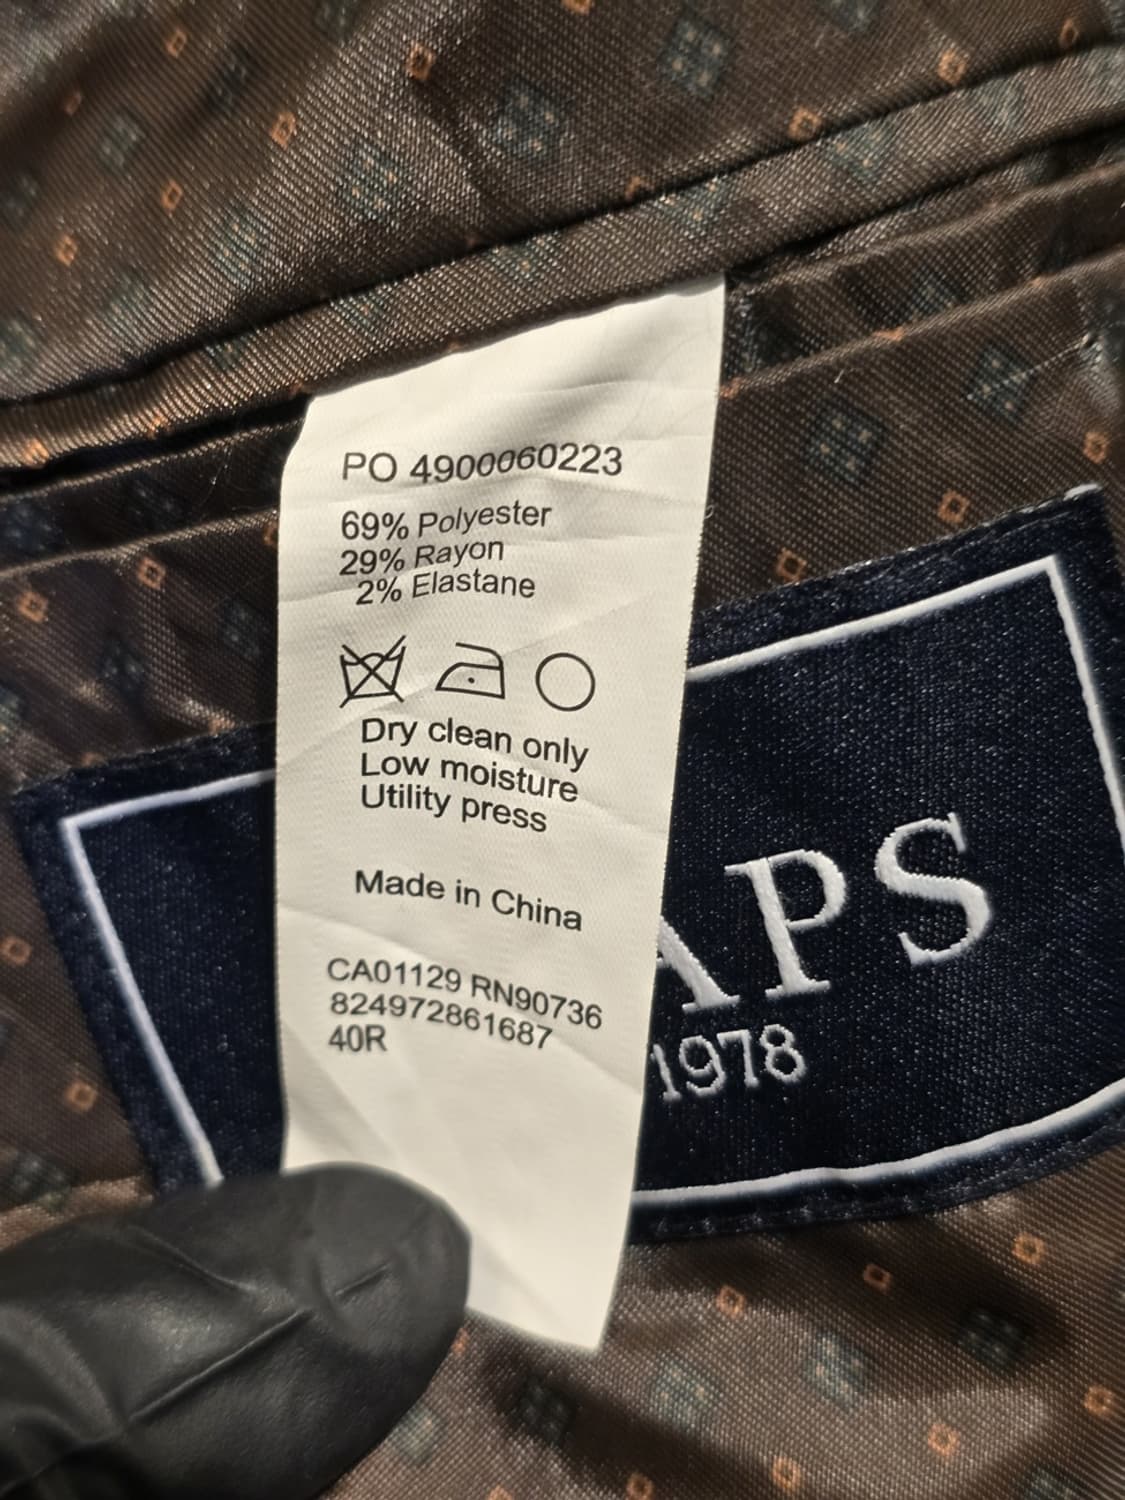 PO 4900060223
69% Polyester
29% Rayon
2% Elastane
Dry clean only
Low moisture
Utility press
Made in China
CA01129 RN90736
824972861687
40R
APS
1978